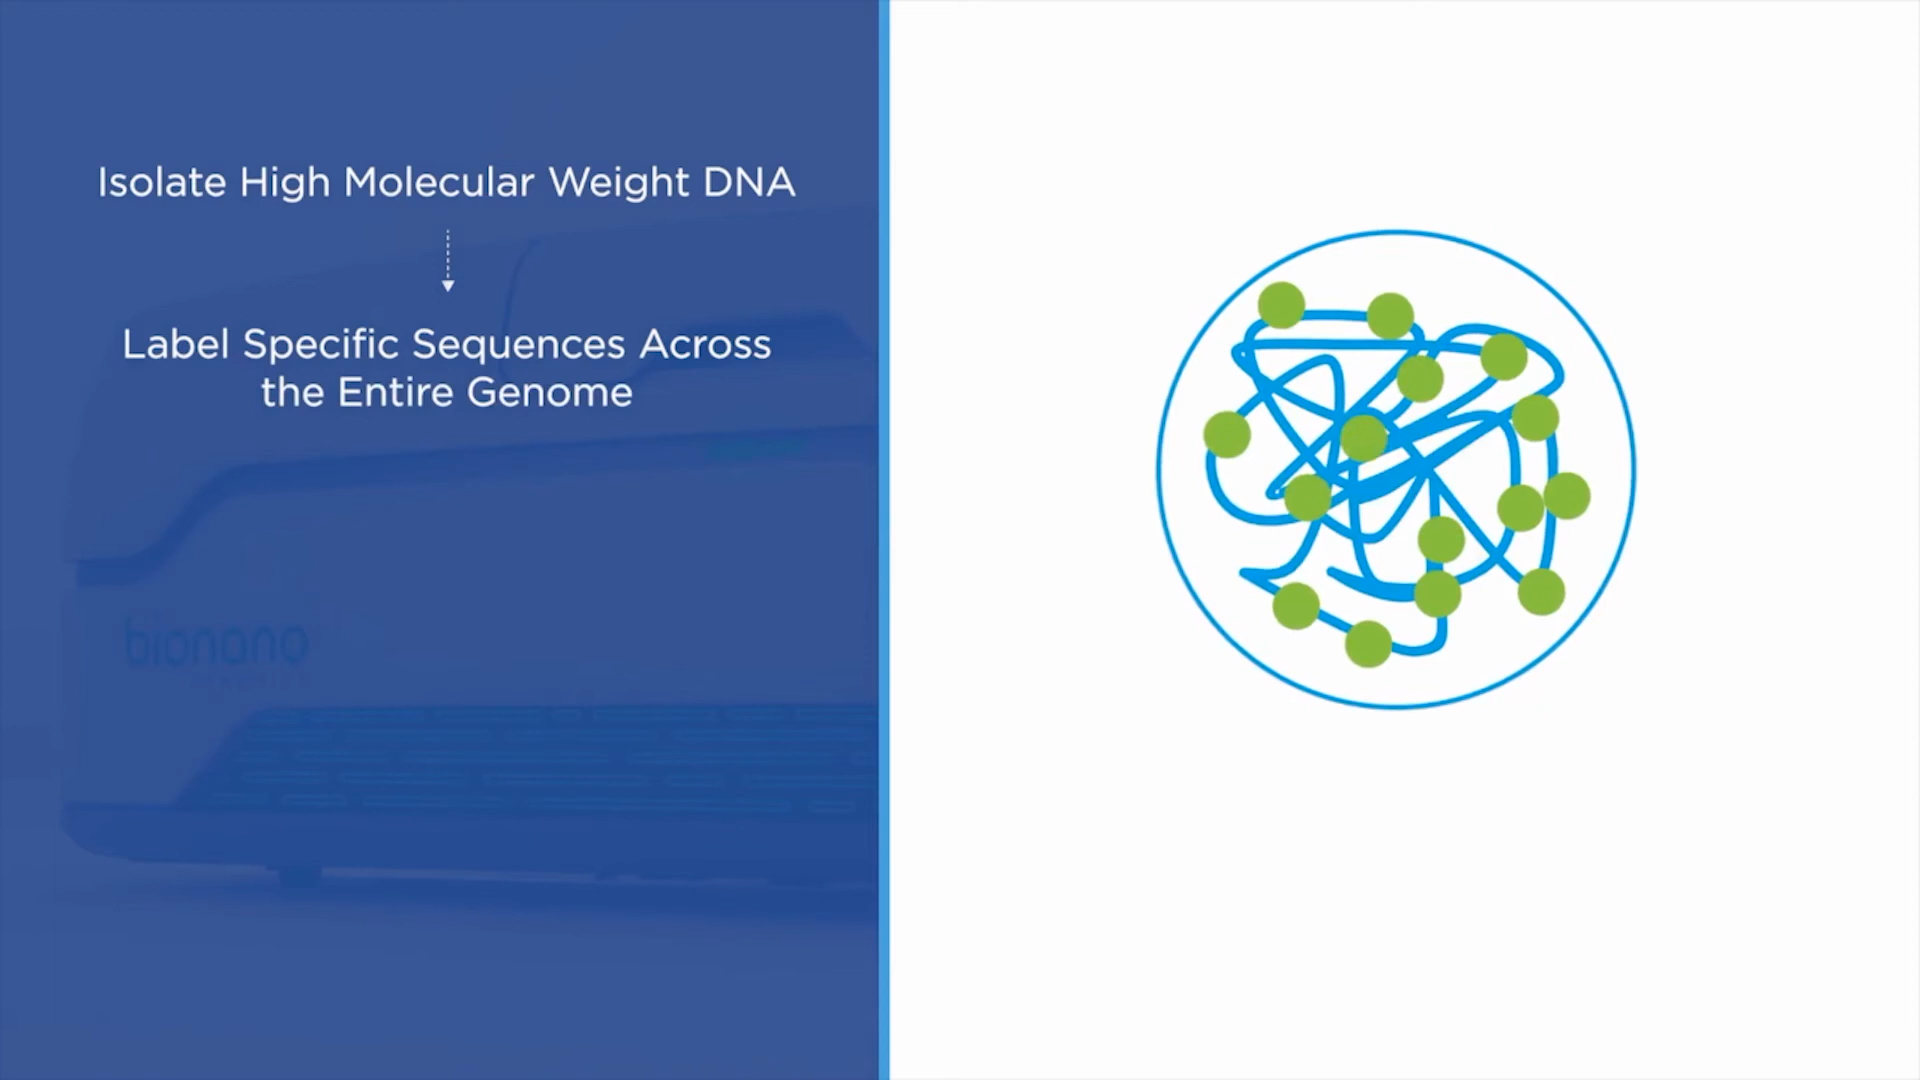 Isolate High Molecular Weight DNA
Label Specific Sequences Across
the Entire Genome
bionano